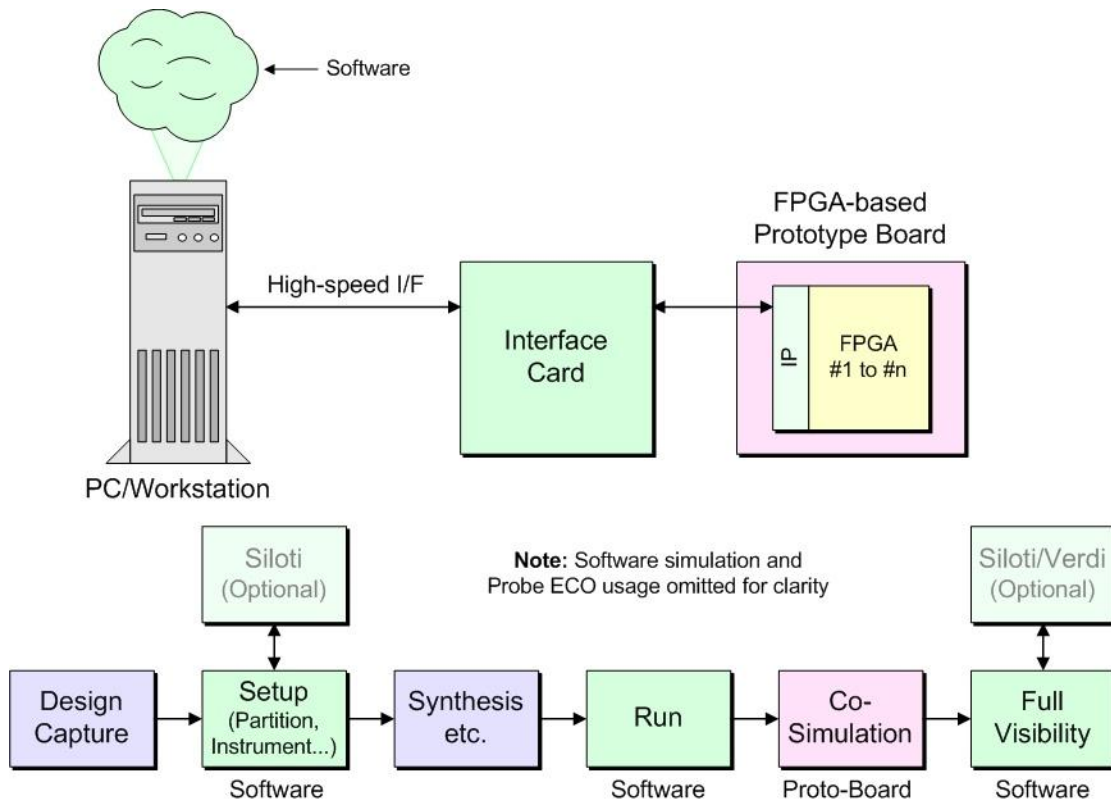 Software
FPGA-based
Prototype Board
High-speed I/F
Interface
Card
IP
FPGA
#1 to #n
PC/Workstation
Siloti
(Optional)
Note: Software simulation and
Probe ECO usage omitted for clarity
Siloti/Verdi
(Optional)
Design
Capture
Setup
(Partition,
Instrument...)
Synthesis
etc.
Run
Co-
Simulation
Full
Visibility
Software
Software
Proto-Board
Software